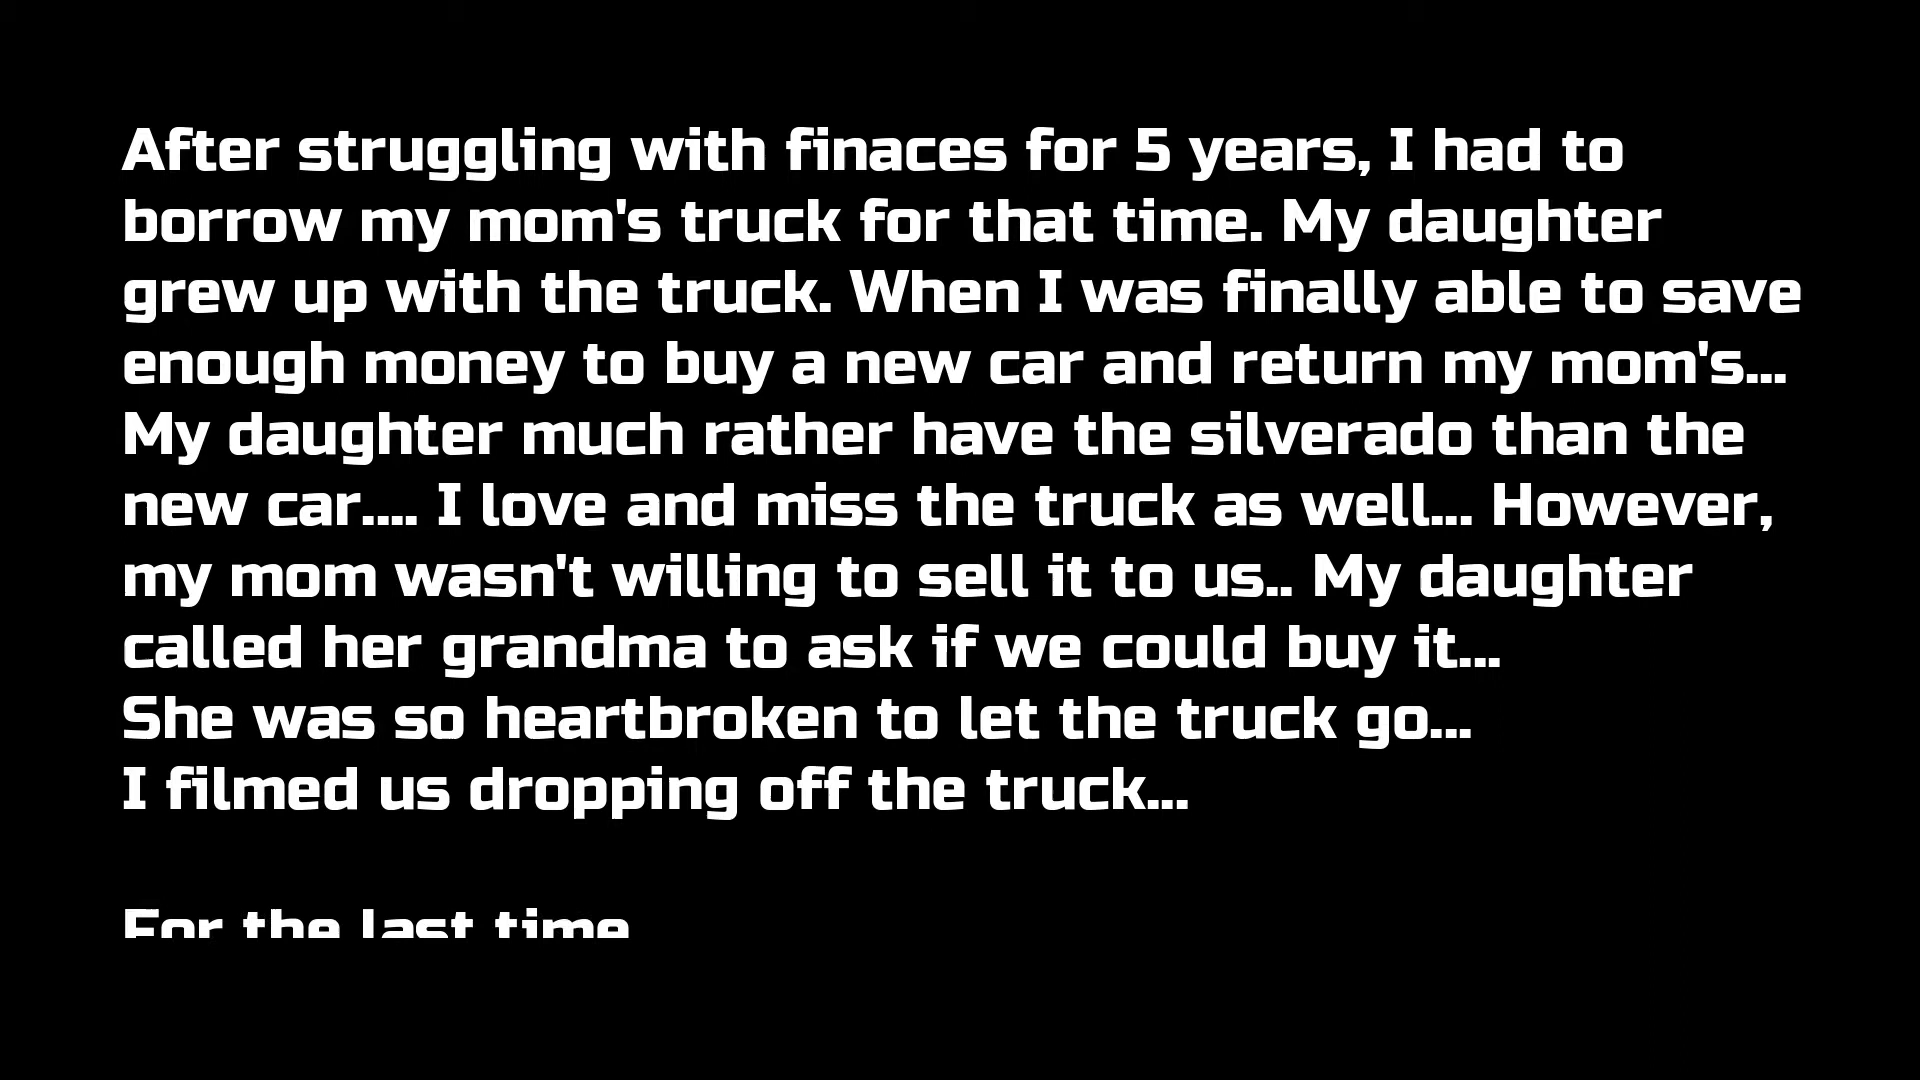 After struggling with finaces for 5 years, I had to
borrow my mom's truck for that time. My daughter
grew up with the truck. When I was finally able to save
enough money to buy a new car and return my mom's...
My daughter much rather have the silverado than the
new car.... I love and miss the truck as well... However,
my mom wasn't willing to sell it to us.. My daughter
called her grandma to ask if we could buy it...
She was so heartbroken to let the truck go...
I filmed us dropping off the truck...
For the last time